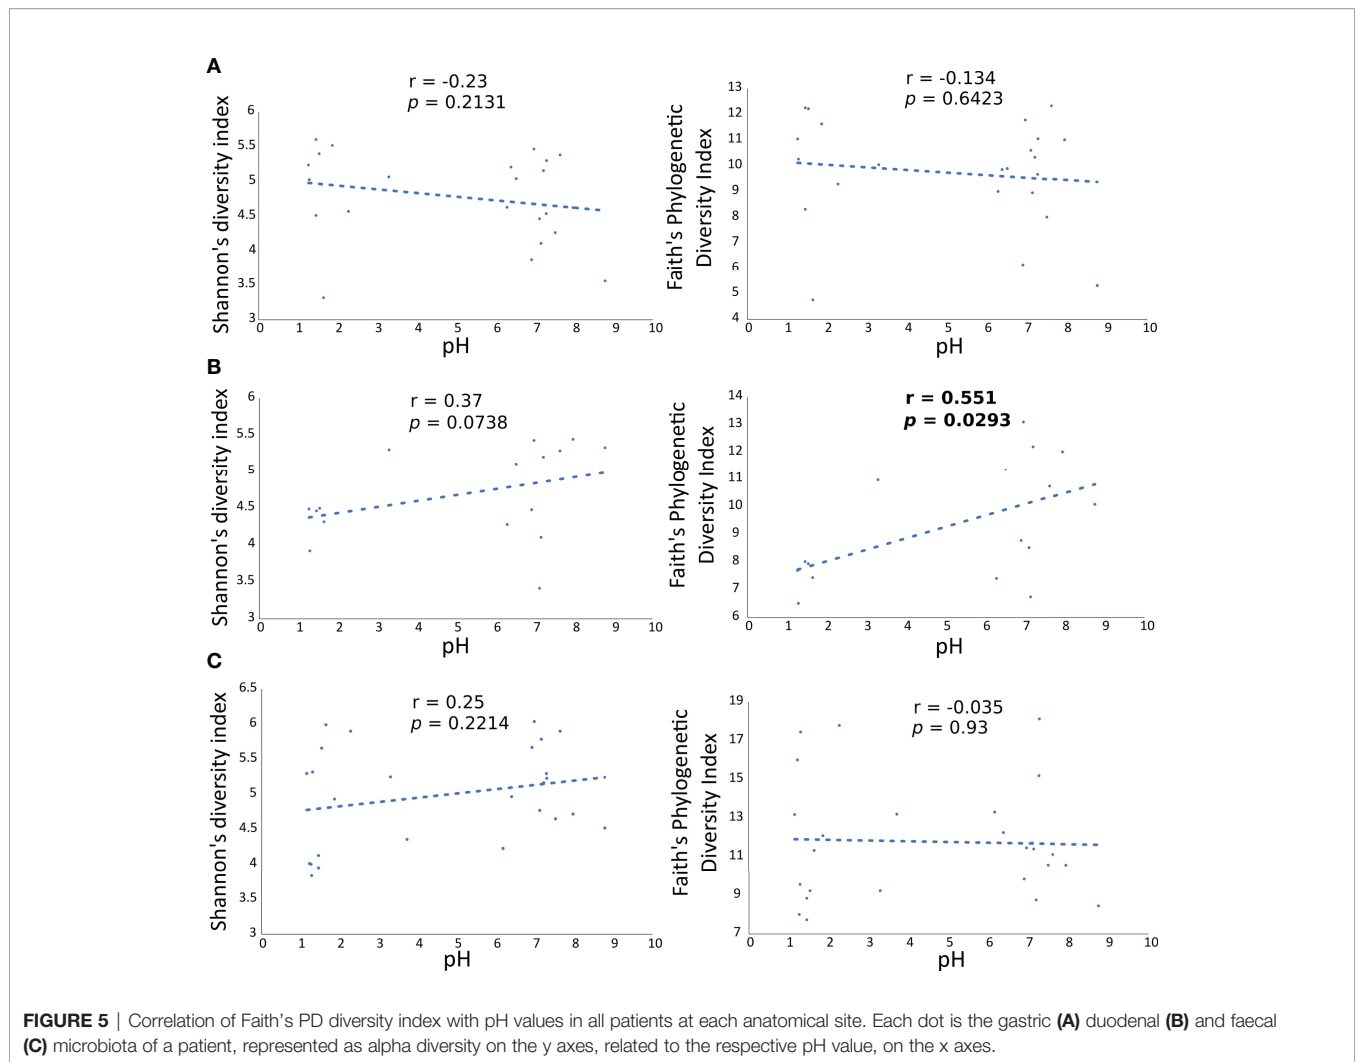 A
r = -0.23
p = 0.2131
Shannon's diversity index
6
5.5
5
4.5
4
3.5
3
0 1 2 3 4 5 6 7 8 9 10
pH
r = -0.134
p = 0.6423
Faith's Phylogenetic
Diversity Index
13
12
11
10
9
8
7
6
5
4
0 1 2 3 4 5 6 7 8 9 10
pH
B
r = 0.37
p = 0.0738
Shannon's diversity index
6
5.5
5
4.5
4
3.5
3
0 1 2 3 4 5 6 7 8 9 10
pH
r = 0.551
p = 0.0293
Faith's Phylogenetic
Diversity Index
14
13
12
11
10
9
8
7
6
0 1 2 3 4 5 6 7 8 9 10
pH
C
r = 0.25
p = 0.2214
Shannon's diversity index
6.5
6
5.5
5
4.5
4
3.5
3
0 1 2 3 4 5 6 7 8 9 10
pH
r = -0.035
p = 0.93
Faith's Phylogenetic
Diversity Index
19
17
15
13
11
9
7
0 1 2 3 4 5 6 7 8 9 10
pH
FIGURE 5 | Correlation of Faith's PD diversity index with pH values in all patients at each anatomical site. Each dot is the gastric (A) duodenal (B) and faecal
(C) microbiota of a patient, represented as alpha diversity on the y axes, related to the respective pH value, on the x axes.